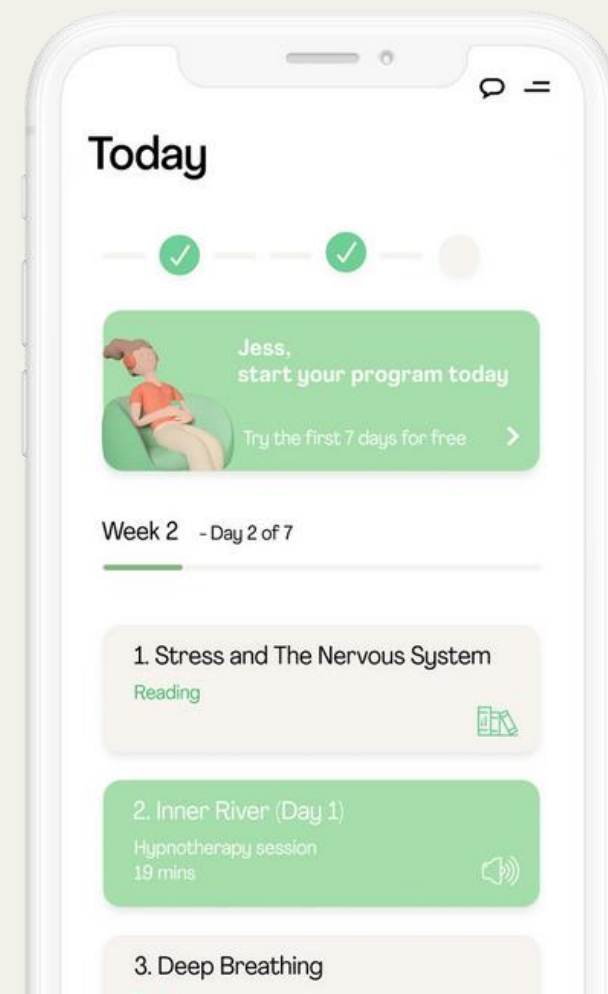 Today
Jess,
start your program today
Try the first 7 days for free
Week 2 - Day 2 of 7
1. Stress and The Nervous System
Reading
2. Inner River (Day 1)
Hypnotherapy session
19 mins
3. Deep Breathing